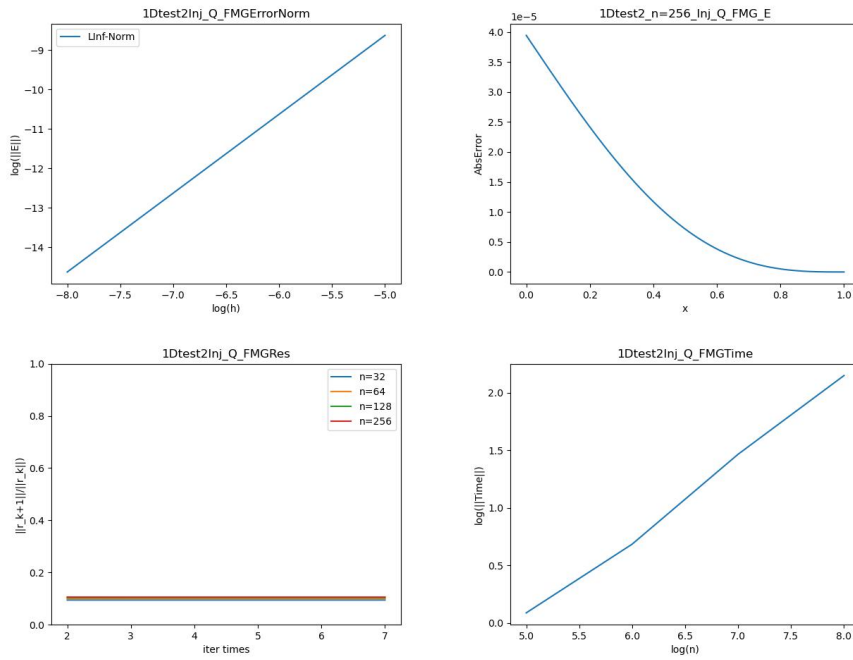 1Dtest2Inj_Q_FMGErrorNorm
LInf-Norm
−9
−10
−11
−12
−13
−14
log(||E||)
−8.0 −7.5 −7.0 −6.5 −6.0 −5.5 −5.0
log(h)
1Dtest2_n=256_Inj_Q_FMG_E
1e−5
4.0
3.5
3.0
2.5
2.0
1.5
1.0
0.5
0.0
AbsError
0.0 0.2 0.4 0.6 0.8 1.0
x
1Dtest2Inj_Q_FMGRes
n=32
n=64
n=128
n=256
1.0
0.8
0.6
0.4
0.2
0.0
||r_k+1||/||r_k||)
2 3 4 5 6 7
iter times
1Dtest2Inj_Q_FMGTime
2.0
1.5
1.0
0.5
0.0
log(||Time||)
5.0 5.5 6.0 6.5 7.0 7.5 8.0
log(n)